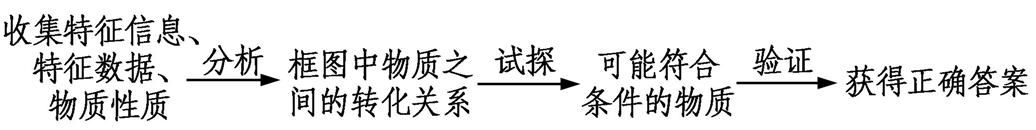 收集特征信息、
特征数据、
物质性质
分析
框图中物质之
间的转化关系
试探
可能符合
条件的物质
验证
获得正确答案